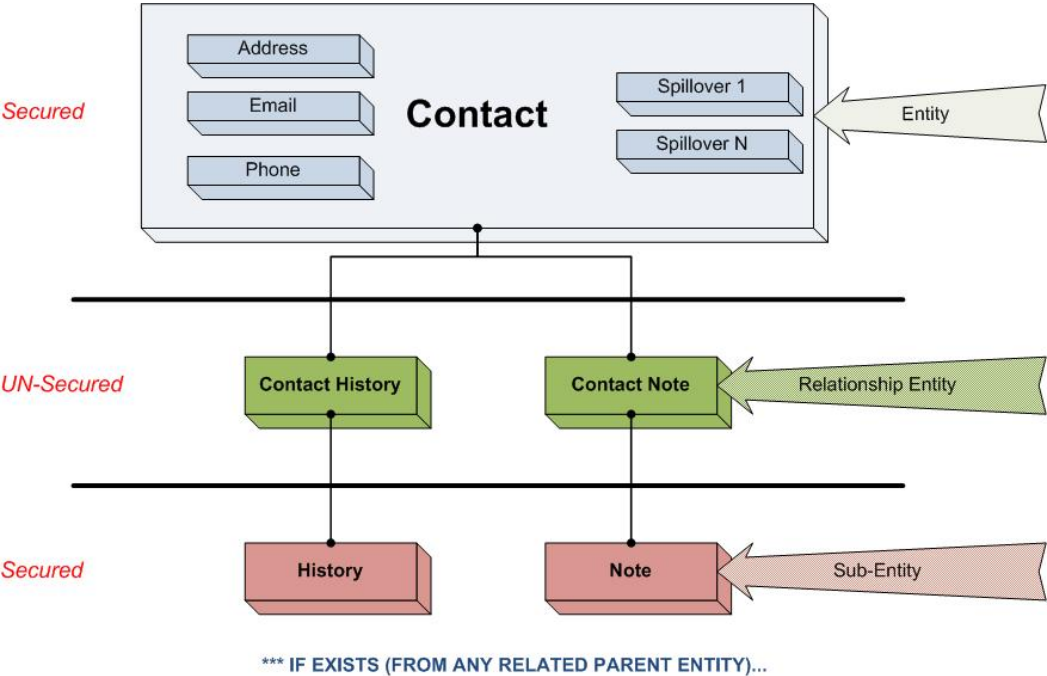 Address
Email
Phone
Contact
Spillover 1
Spillover N
Secured
Entity
UN-Secured
Contact History
Contact Note
Relationship Entity
Secured
History
Note
Sub-Entity
*** IF EXISTS (FROM ANY RELATED PARENT ENTITY)...